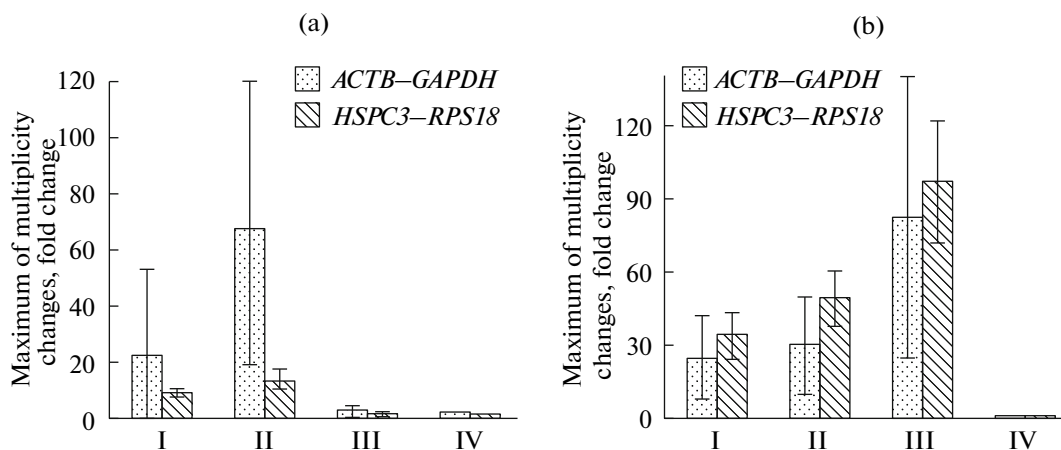 (a)
Maximum of multiplicity
changes, fold change
120
100
80
60
40
20
0
ACTB–GAPDH
HSPC3–RPS18
I II III IV
(b)
Maximum of multiplicity
changes, fold change
120
90
60
30
0
ACTB–GAPDH
HSPC3–RPS18
I II III IV